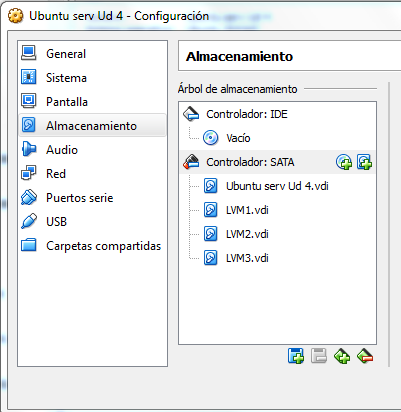 Ubuntu serv Ud 4 - Configuración
General
Sistema
Pantalla
Almacenamiento
Audio
Red
Puertos serie
USB
Carpetas compartidas
Almacenamiento
Árbol de almacenamiento
Controlador: IDE
Vacío
Controlador: SATA
Ubuntu serv Ud 4.vdi
LVM1.vdi
LVM2.vdi
LVM3.vdi